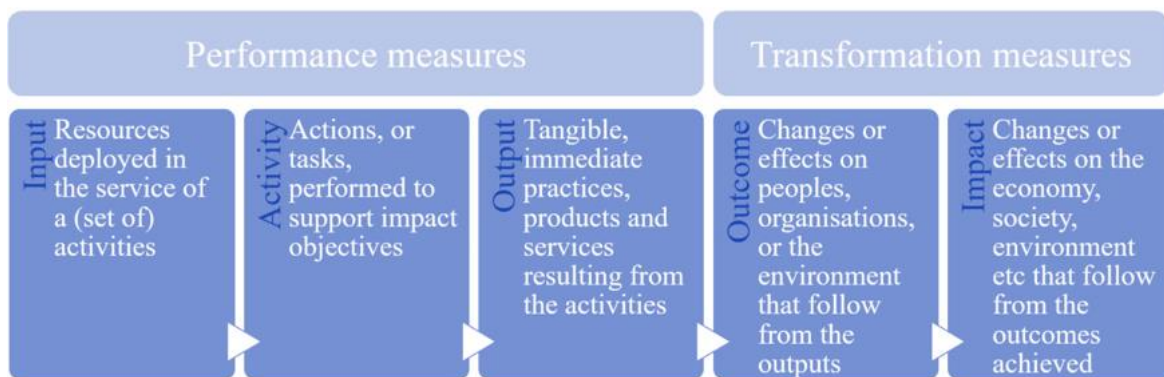 Performance measures
Transformation measures
Input
Resources
deployed in
the service of
a (set of)
activities
Activity
Actions, or
tasks,
performed to
support impact
objectives
Output
Tangible,
immediate
practices,
products and
services
resulting from
the activities
Outcome
Changes or
effects on
peoples,
organisations,
or the
environment
that follow
from the
outputs
Impact
Changes or
effects on the
economy,
society,
environment
etc that follow
from the
outcomes
achieved